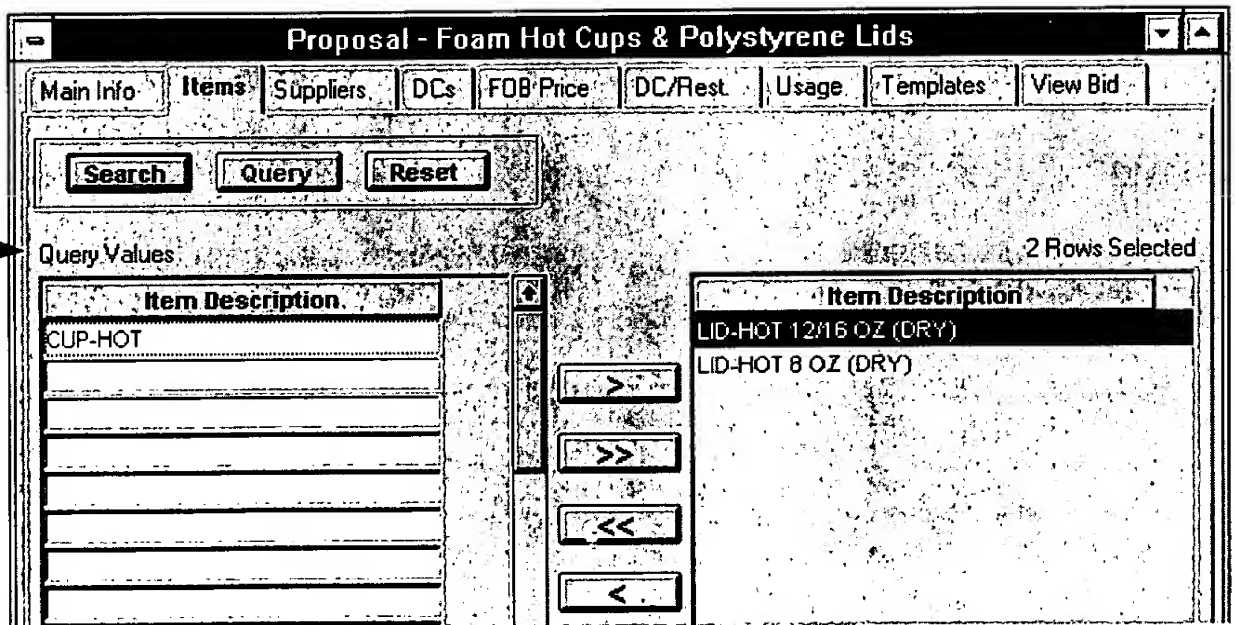 Proposal - Foam Hot Cups & Polystyrene Lids
Main Info Items Suppliers DCs FOB Price DC/Rest. Usage Templates View Bid
Search Query Reset
Query Values
2 Rows Selected
Item Description
Item Description
CUP-HOT
LID-HOT 12/16 OZ (DRY)
LID-HOT 8 OZ (DRY)
>
>>
<<
<